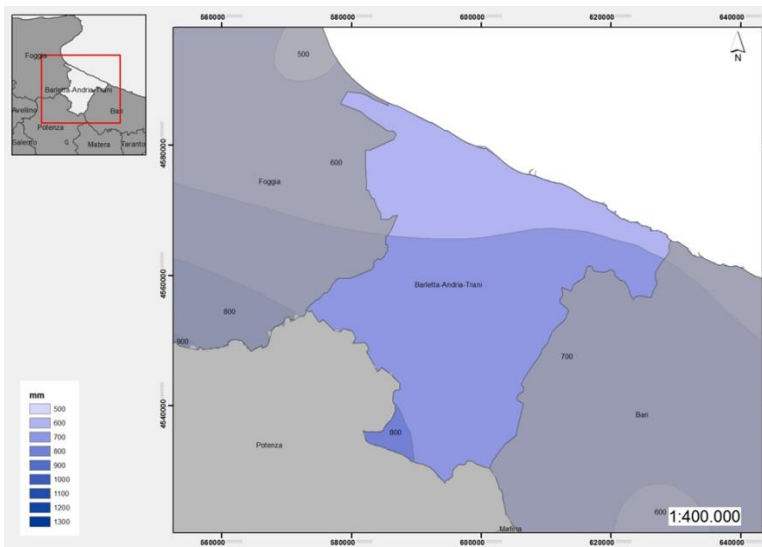 560000
580000
600000
620000
640000
Foggia
Barletta-Andria-Trani
Avellino
Bari
Potenza
Salerno
G
Matera
Taranto
N
500
4580000
600
Foggia
4560000
Barletta-Andria-Trani
800
900
700
4540000
800
Bari
Potenza
600
1:400.000
Matera
mm
500
600
700
800
900
1000
1100
1200
1300
560000
580000
600000
620000
640000